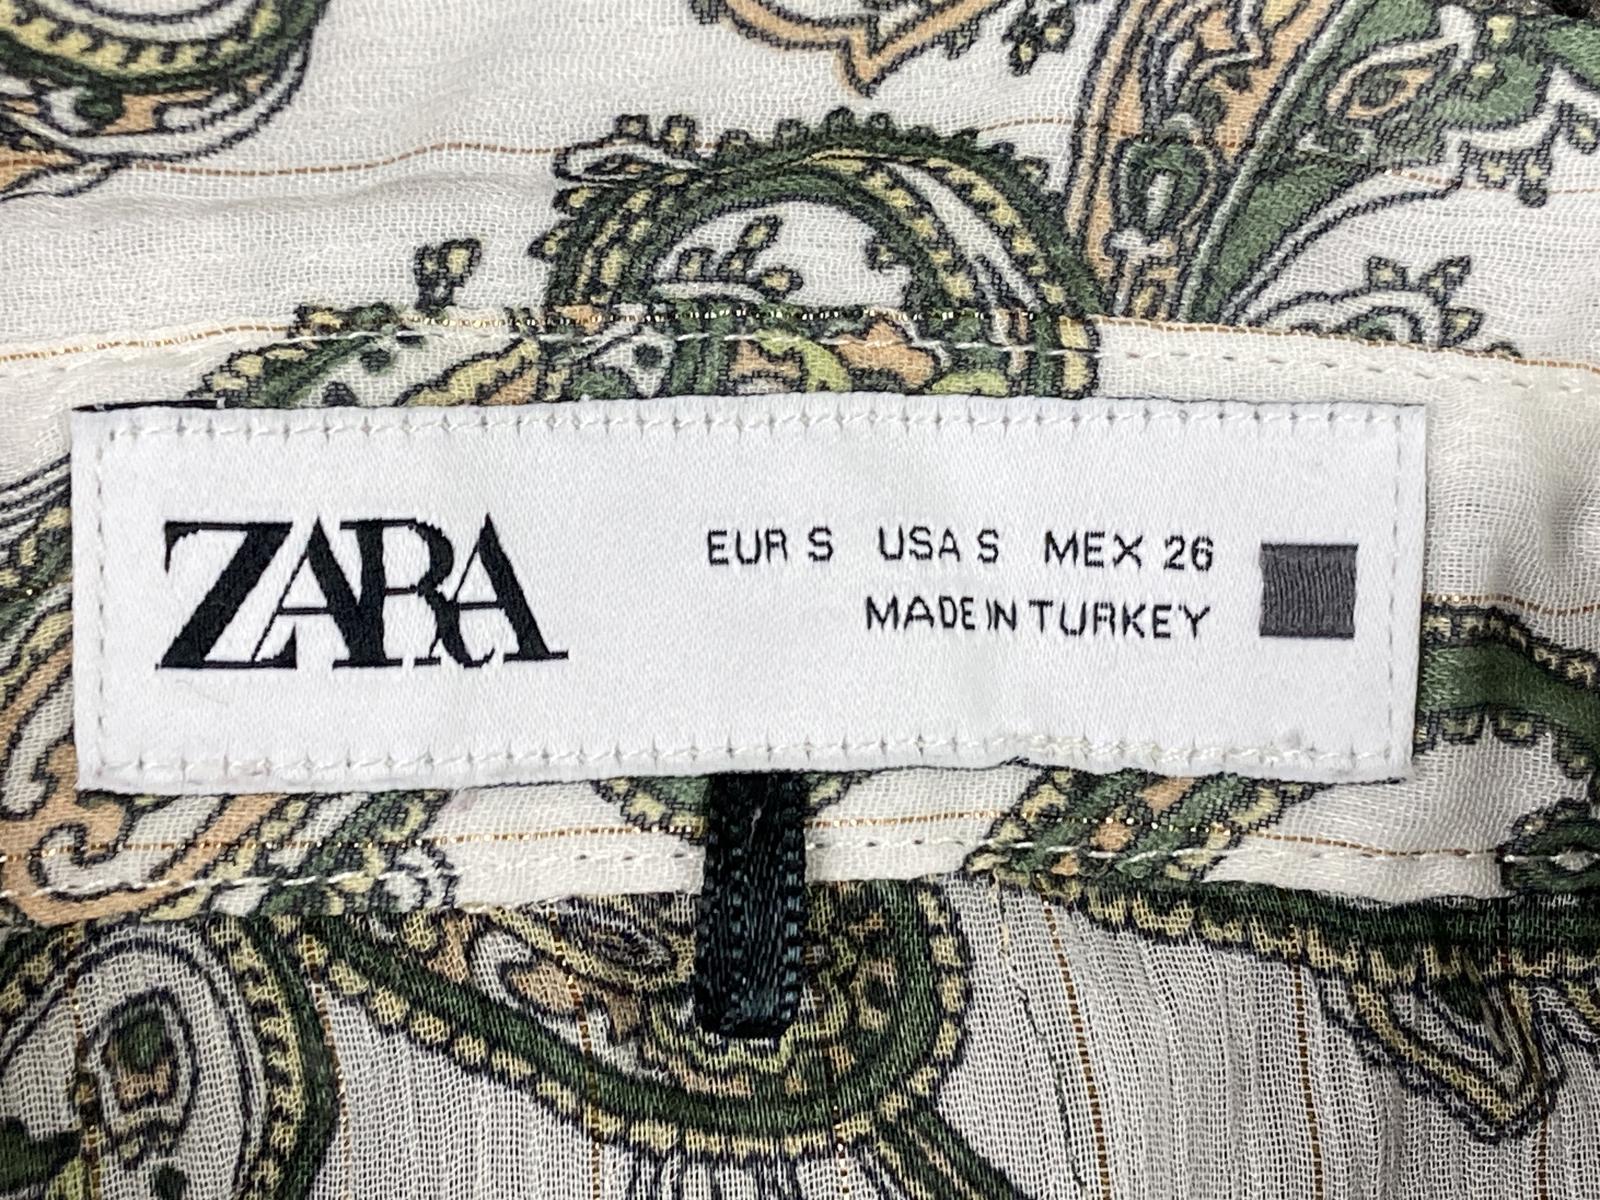 ZARA
EUR S USA S MEX 26
MADE IN TURKEY